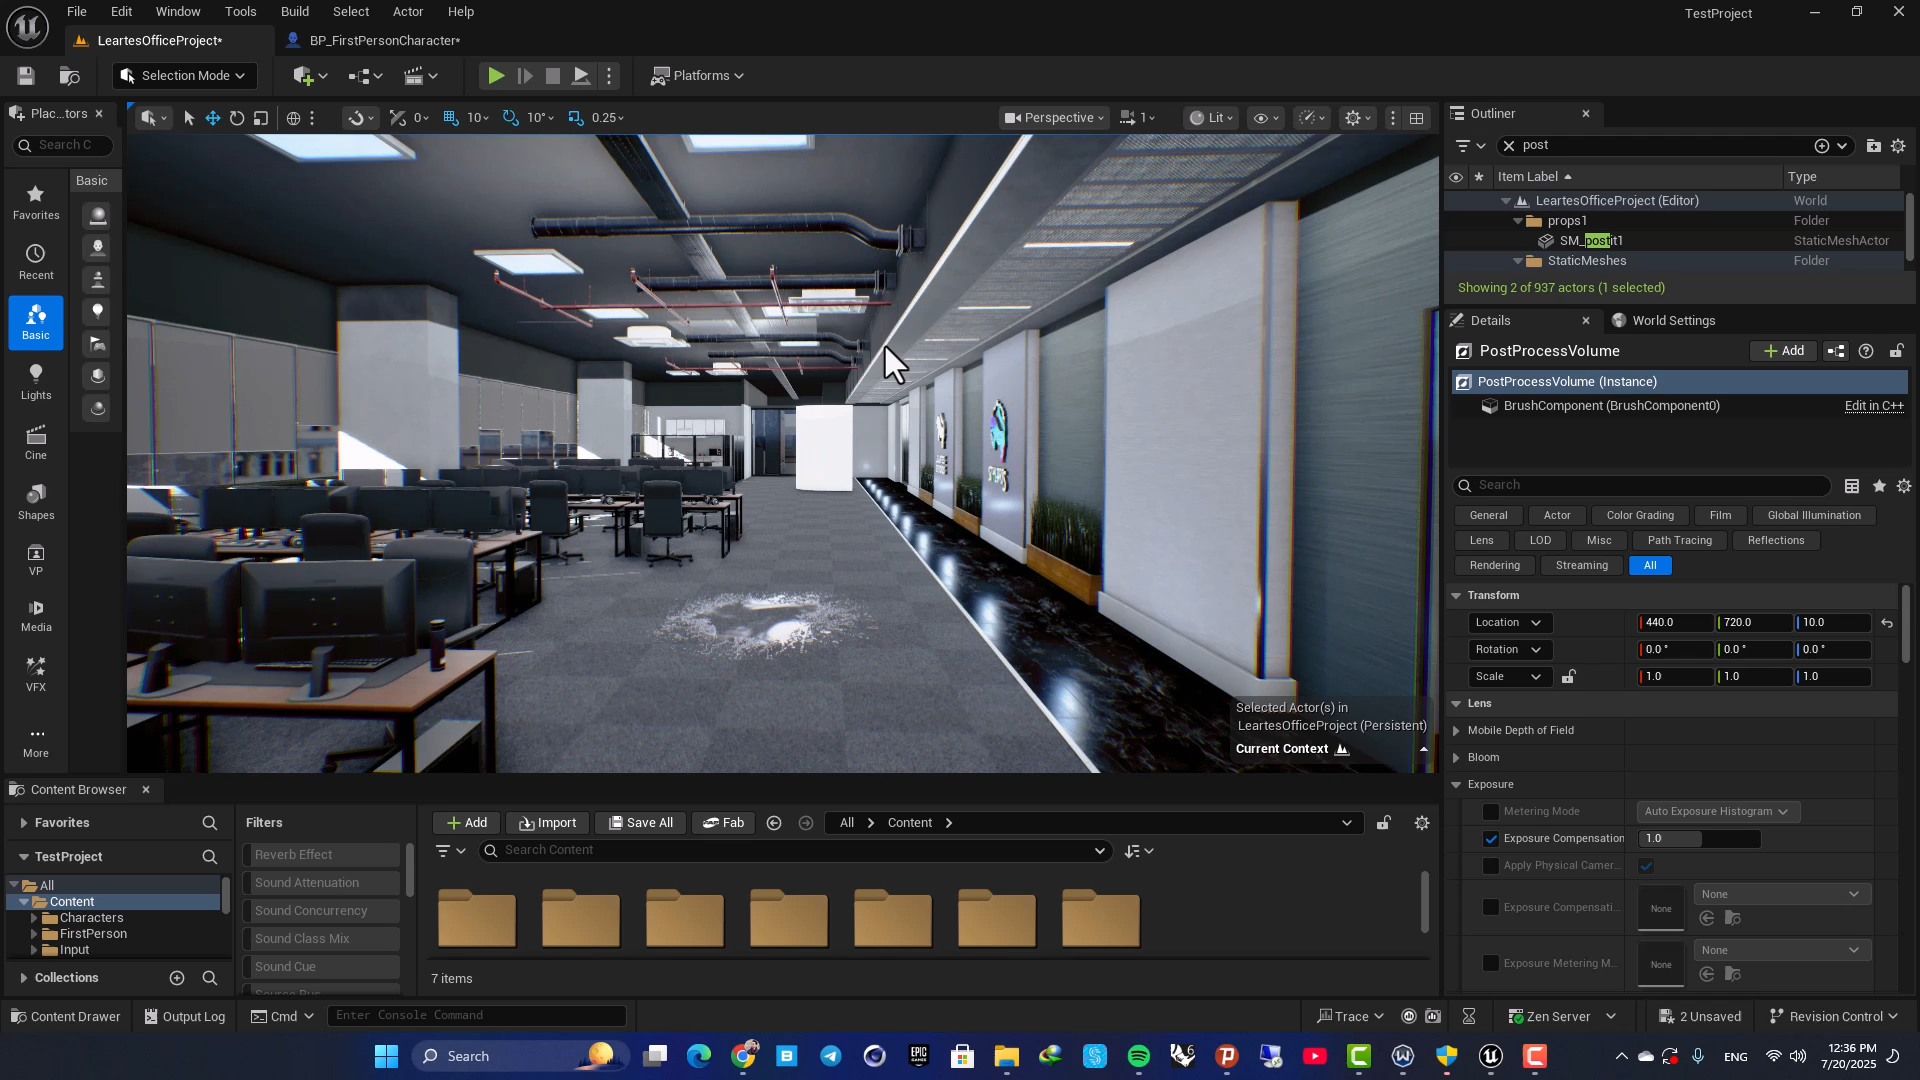 File Edit Window Tools Build Select Actor Help
TestProject
LeartesOfficeProject*
BP_FirstPersonCharacter*
Selection Mode
Platforms
Plac...tors
Search C
Basic
Favorites
Recent
Basic
Lights
Cine
Shapes
VP
Media
VFX
More
0
10
10°
0.25
Perspective
1
Lit
Selected Actor(s) in
LeartesOfficeProject (Persistent)
Current Context
Outliner
post
Item Label
Type
LeartesOfficeProject (Editor)
World
props1
Folder
SM_postit1
StaticMeshActor
StaticMeshes
Folder
Showing 2 of 937 actors (1 selected)
Details
World Settings
PostProcessVolume
Add
PostProcessVolume (Instance)
BrushComponent (BrushComponent0)
Edit in C++
Search
General Actor Color Grading Film Global Illumination
Lens LOD Misc Path Tracing Reflections
Rendering Streaming All
Transform
Location 440.0 720.0 10.0
Rotation 0.0 ° 0.0 ° 0.0 °
Scale 1.0 1.0 1.0
Lens
Mobile Depth of Field
Bloom
Exposure
Metering Mode Auto Exposure Histogram
Exposure Compensation 1.0
Apply Physical Camer...
Exposure Compensati... None None
Exposure Metering M... None None
Content Browser
Favorites
TestProject
All
Content
Characters
FirstPerson
Input
Collections
Filters
Reverb Effect
Sound Attenuation
Sound Concurrency
Sound Class Mix
Sound Cue
Add Import Save All Fab All Content
Search Content
7 items
Content Drawer Output Log Cmd Enter Console Command
Trace
Zen Server
2 Unsaved
Revision Control
Search
EPIC
GAMES
ENG
12:36 PM
7/20/2025